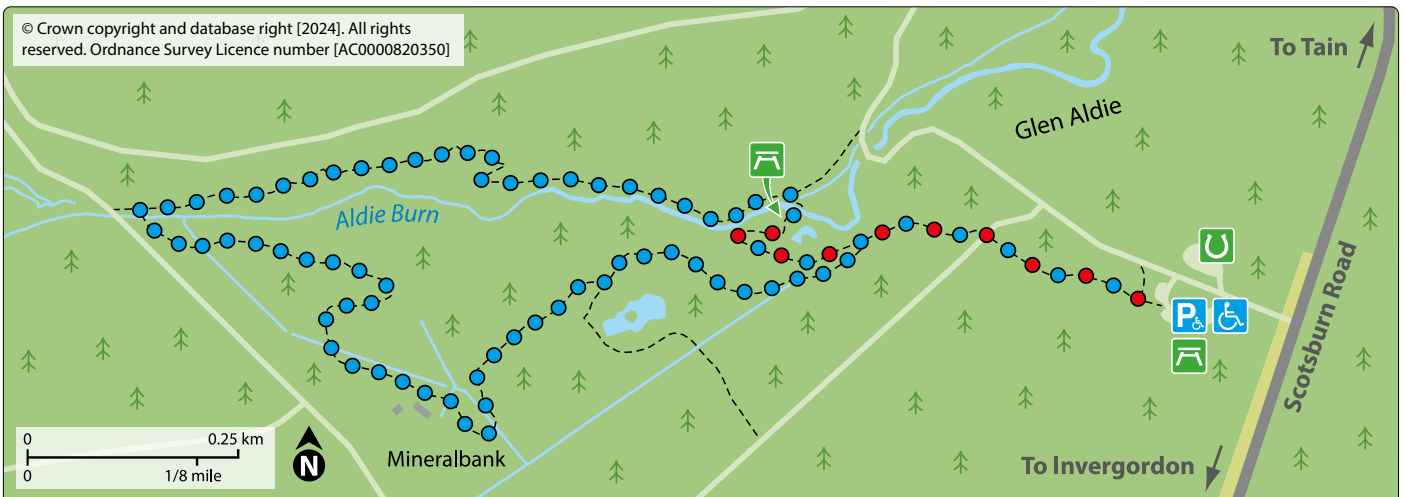 © Crown copyright and database right [2024]. All rights
reserved. Ordnance Survey Licence number [AC0000820350]
To Tain
Glen Aldie
Aldie Burn
P
Scotsburn Road
0 0.25 km
0 1/8 mile
N
Mineralbank
To Invergordon